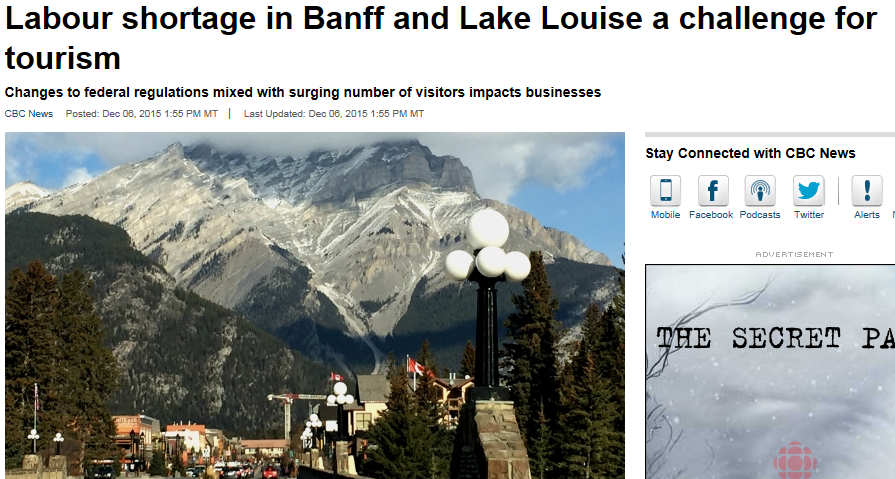 Labour shortage in Banff and Lake Louise a challenge for
tourism
Changes to federal regulations mixed with surging number of visitors impacts businesses
CBC News Posted: Dec 06, 2015 1:55 PM MT | Last Updated: Dec 06, 2015 1:55 PM MT
Stay Connected with CBC News
Mobile Facebook Podcasts Twitter Alerts
ADVERTISEMENT
THE SECRET PA